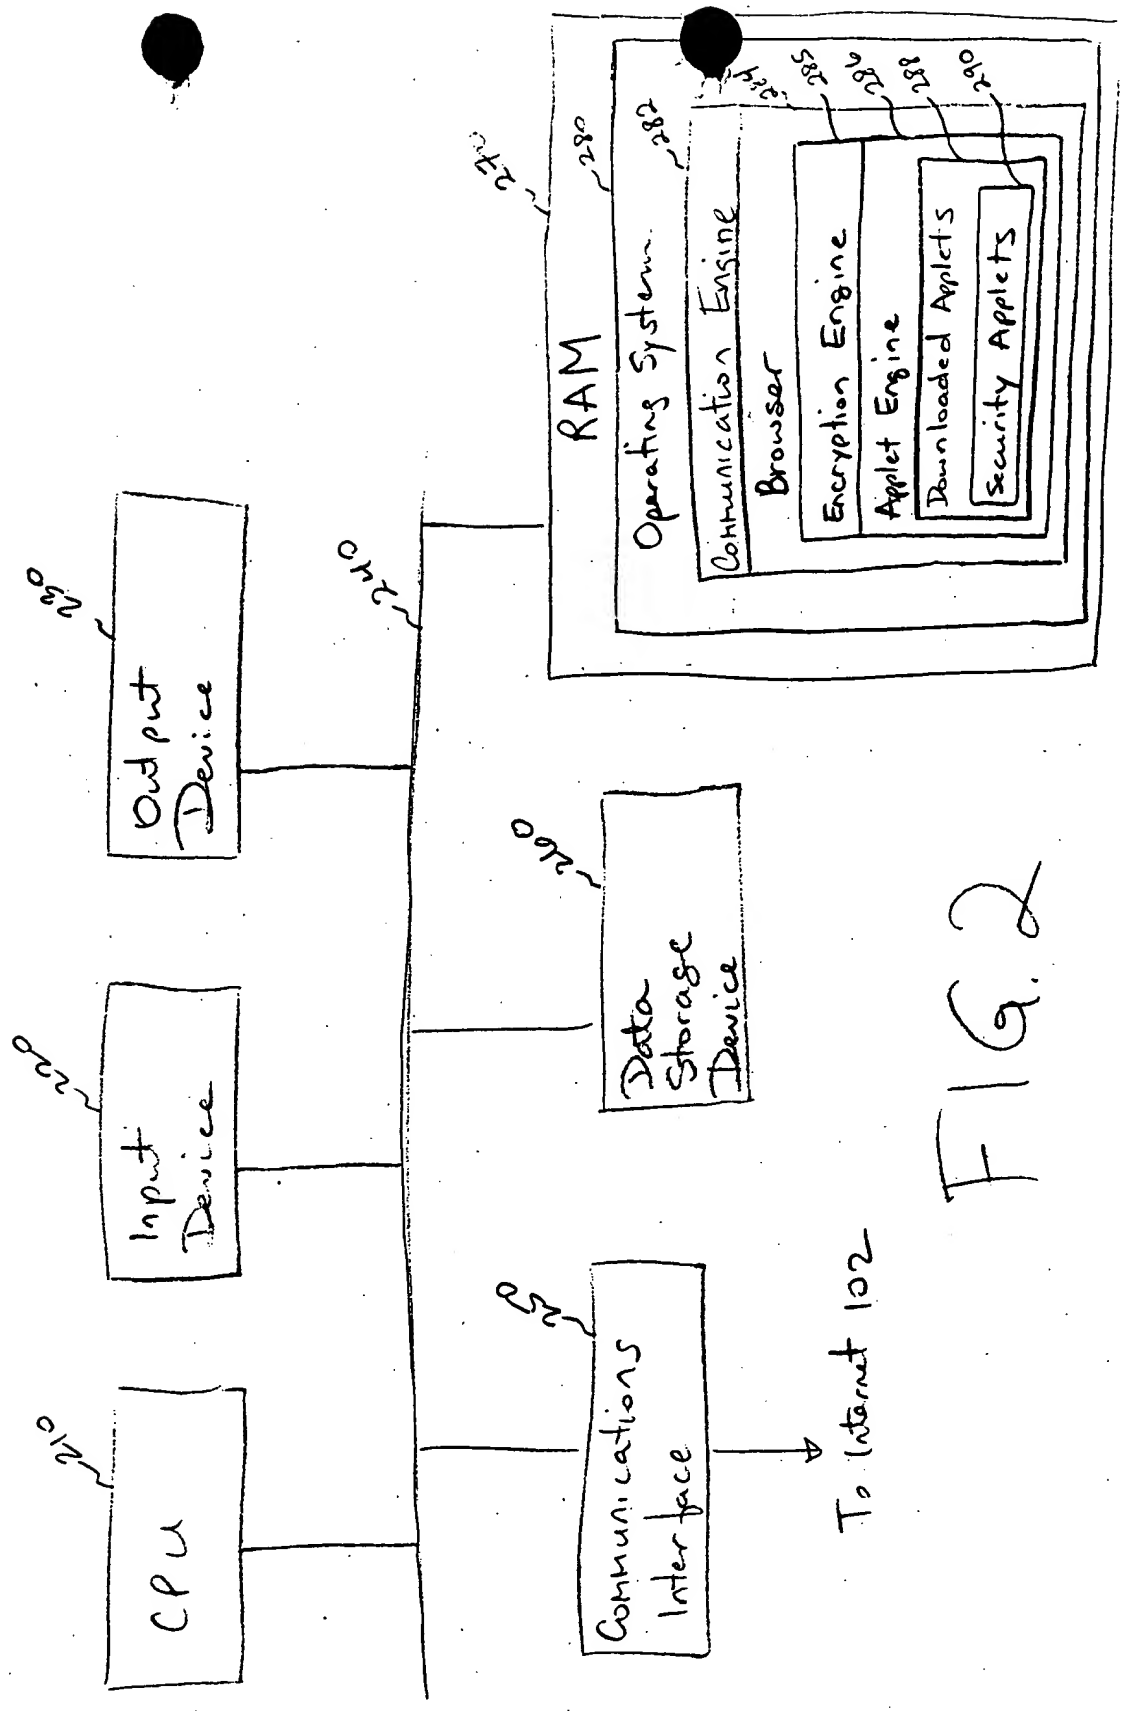 210
CPU
220
Input
Device
230
Output
Device
240
250
Communications
Interface
To Internet 102
260
Data
Storage
Device
270
RAM
280
Operating System
282
Communication Engine
284
Browser
285
Encryption Engine
286
Applet Engine
288
Downloaded Applets
290
Security Applets
FIG. 2